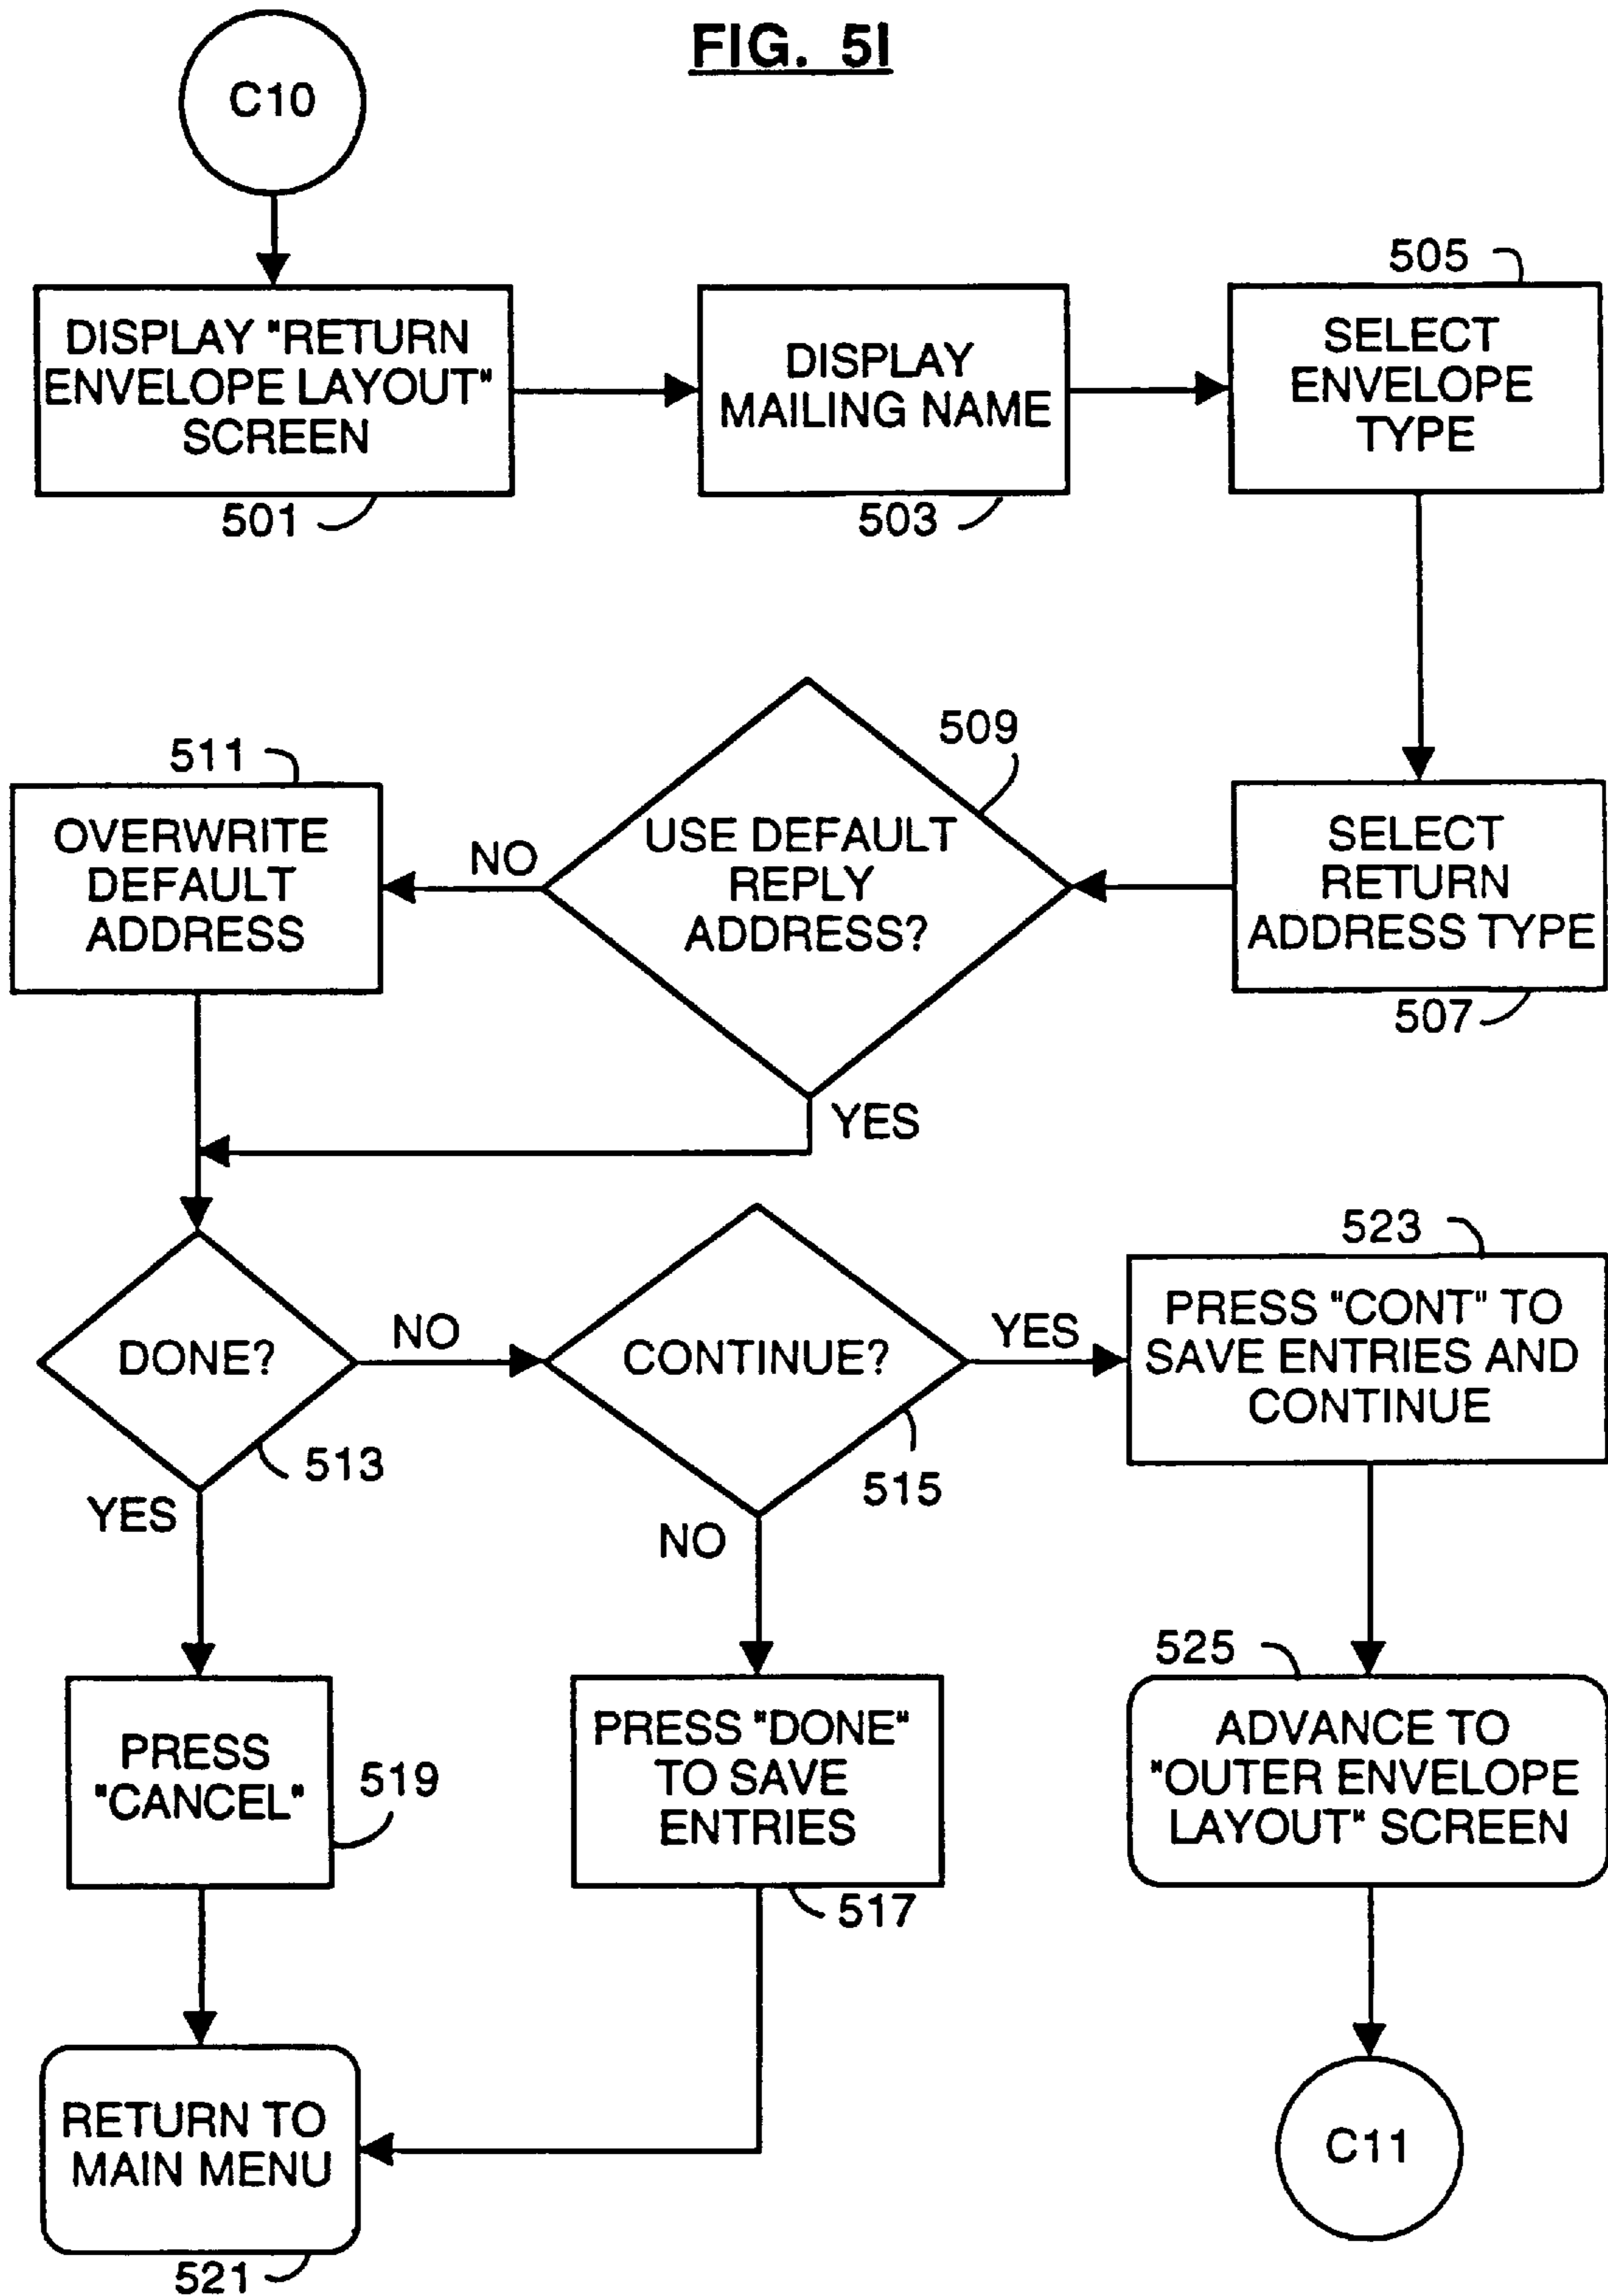 FIG. 5I
C10
DISPLAY "RETURN
ENVELOPE LAYOUT"
SCREEN
501
DISPLAY
MAILING NAME
503
505
SELECT
ENVELOPE
TYPE
SELECT
RETURN
ADDRESS TYPE
507
509
USE DEFAULT
REPLY
ADDRESS?
NO
YES
511
OVERWRITE
DEFAULT
ADDRESS
DONE?
513
NO
YES
CONTINUE?
515
YES
NO
523
PRESS "CONT" TO
SAVE ENTRIES AND
CONTINUE
PRESS
"CANCEL"
519
PRESS "DONE"
TO SAVE
ENTRIES
517
525
ADVANCE TO
"OUTER ENVELOPE
LAYOUT" SCREEN
RETURN TO
MAIN MENU
521
C11